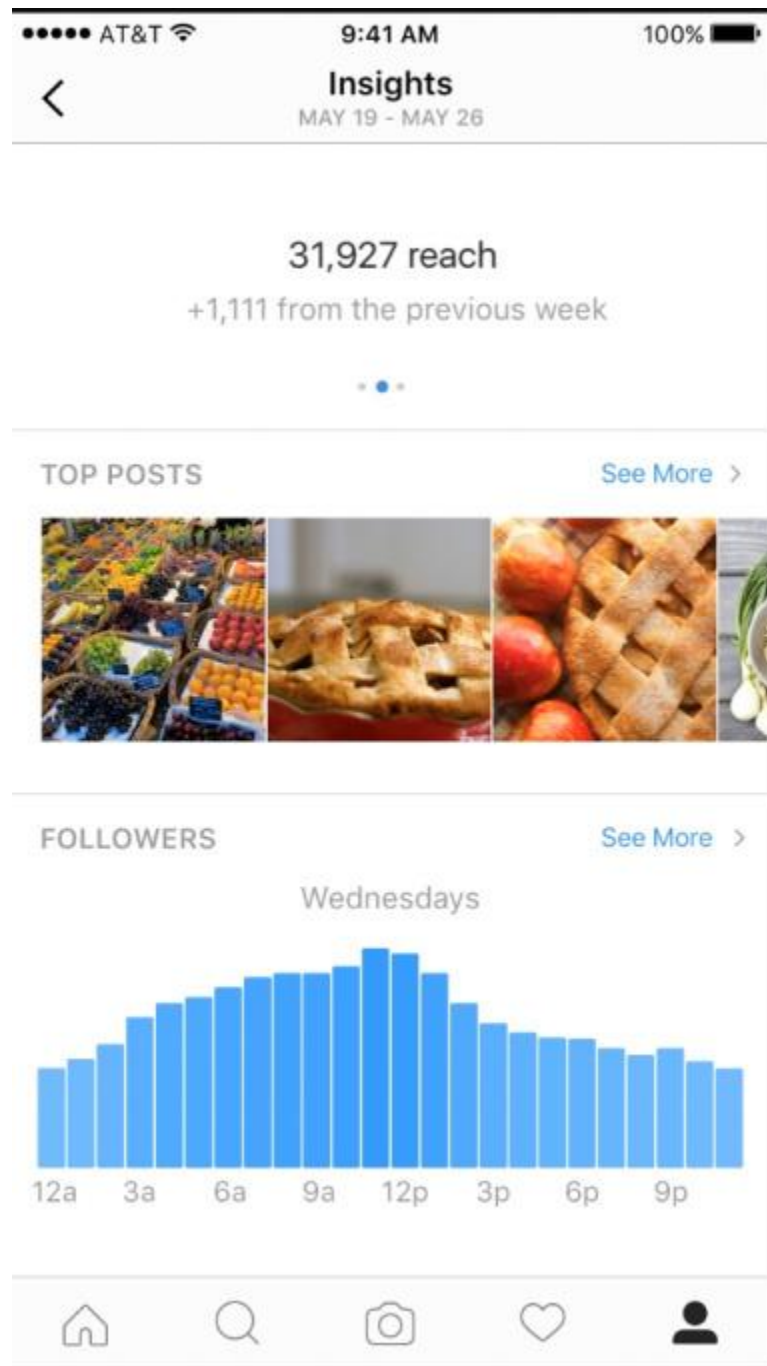 AT&T 9:41 AM 100%
Insights
MAY 19 - MAY 26
31,927 reach
+1,111 from the previous week
TOP POSTS See More >
FOLLOWERS See More >
Wednesdays
12a 3a 6a 9a 12p 3p 6p 9p